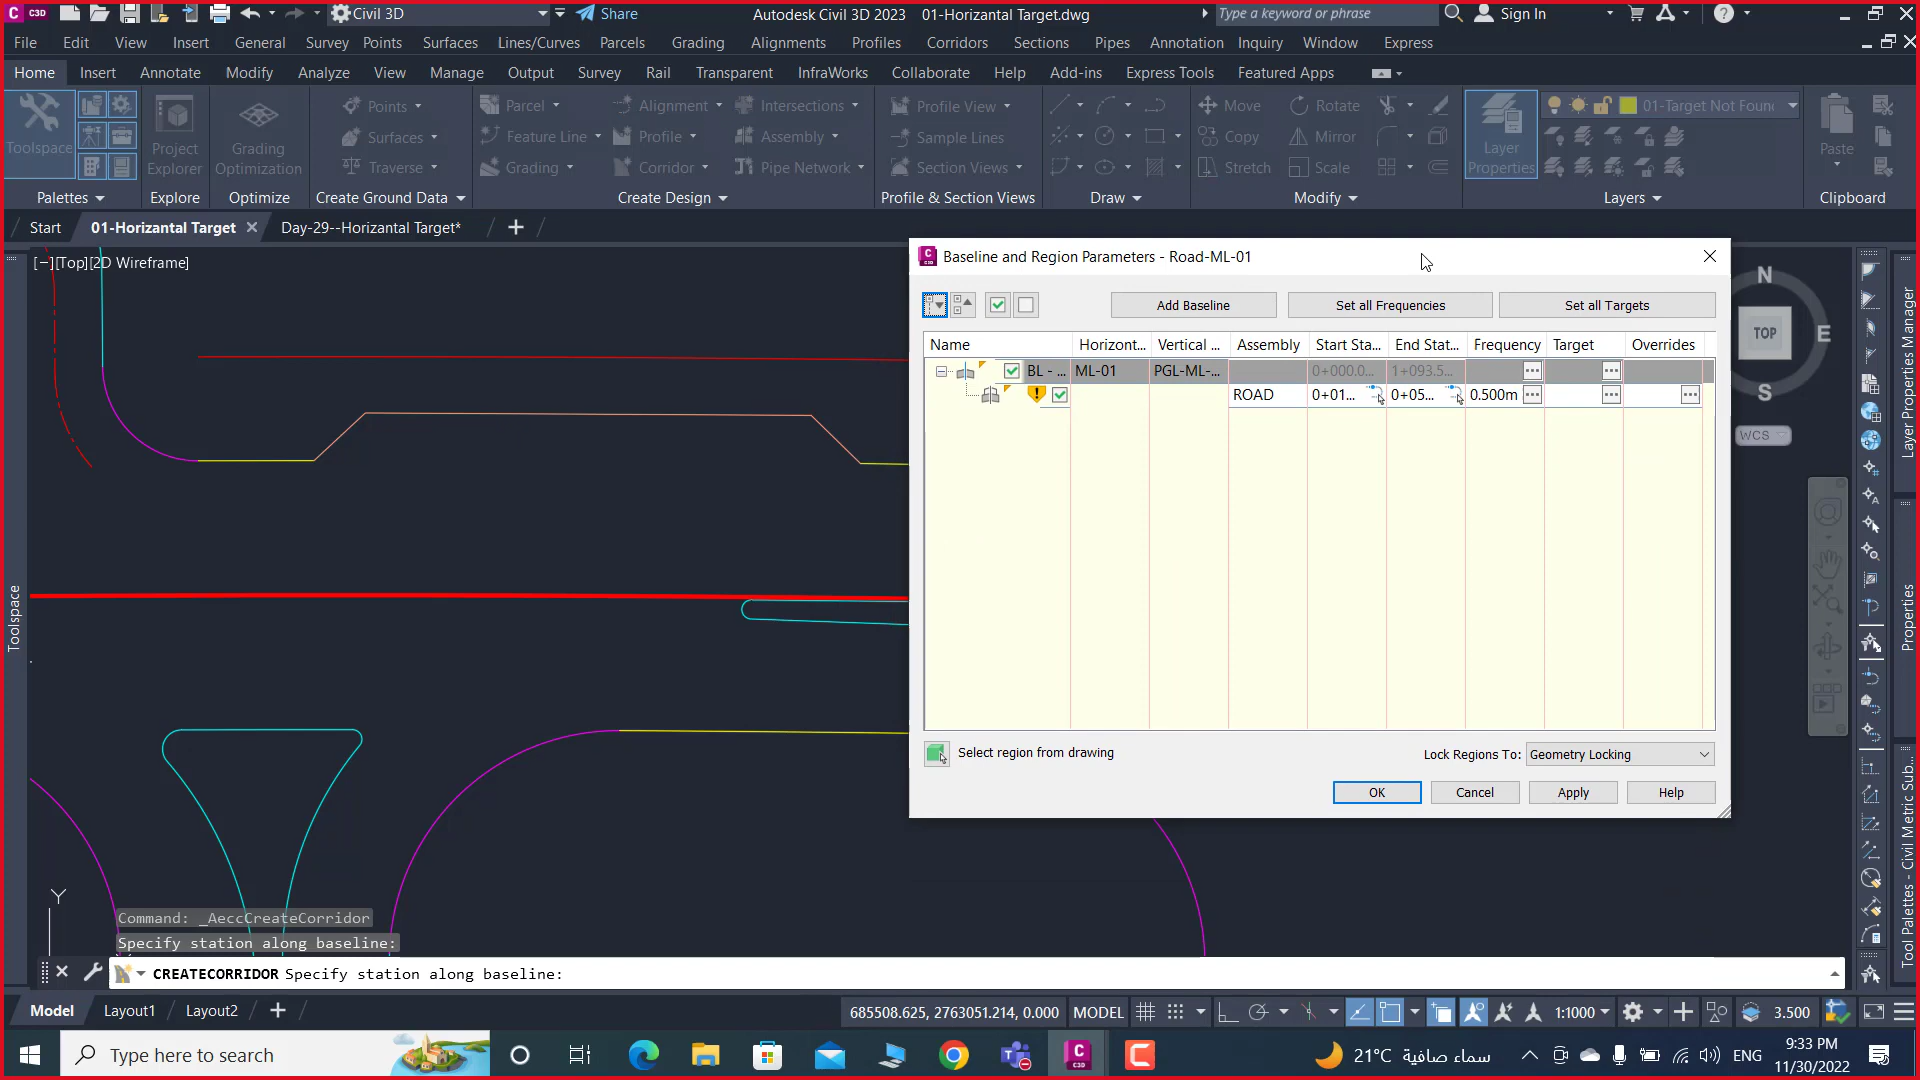 C C3D Civil 3D Share Autodesk Civil 3D 2023 01-Horizantal Target.dwg Type a keyword or phrase Sign In
File Edit View Insert General Survey Points Surfaces Lines/Curves Parcels Grading Alignments Profiles Corridors Sections Pipes Annotation Inquiry Window Express
Home Insert Annotate Modify Analyze View Manage Output Survey Rail Transparent InfraWorks Collaborate Help Add-ins Express Tools Featured Apps
Points Parcel Alignment Intersections Profile View Move Rotate 01-Target Not Found
Toolspace Project Explorer Grading Optimization Surfaces Feature Line Profile Assembly Sample Lines Copy Mirror Layer Properties Paste
Traverse Grading Corridor Pipe Network Section Views Stretch Scale
Palettes Explore Optimize Create Ground Data Create Design Profile & Section Views Draw Modify Layers Clipboard
Start 01-Horizantal Target Day-29--Horizantal Target*
[−][Top][2D Wireframe]
Baseline and Region Parameters - Road-ML-01
Add Baseline Set all Frequencies Set all Targets
Name Horizont... Vertical ... Assembly Start Sta... End Stat... Frequency Target Overrides
BL - ... ML-01 PGL-ML-... 0+000.0... 1+093.5...
ROAD 0+01... 0+05... 0.500m
Select region from drawing Lock Regions To: Geometry Locking
OK Cancel Apply Help
N
TOP E
S
WCS
Toolspace
Layer Properties Manager
Properties
Tool Palettes - Civil Metric Sub...
Y
Command: _AeccCreateCorridor
Specify station along baseline:
CREATECORRIDOR Specify station along baseline:
Model Layout1 Layout2 685508.625, 2763051.214, 0.000 MODEL 1:1000 3.500
Type here to search 21°C سماء صافية ENG 9:33 PM
11/30/2022